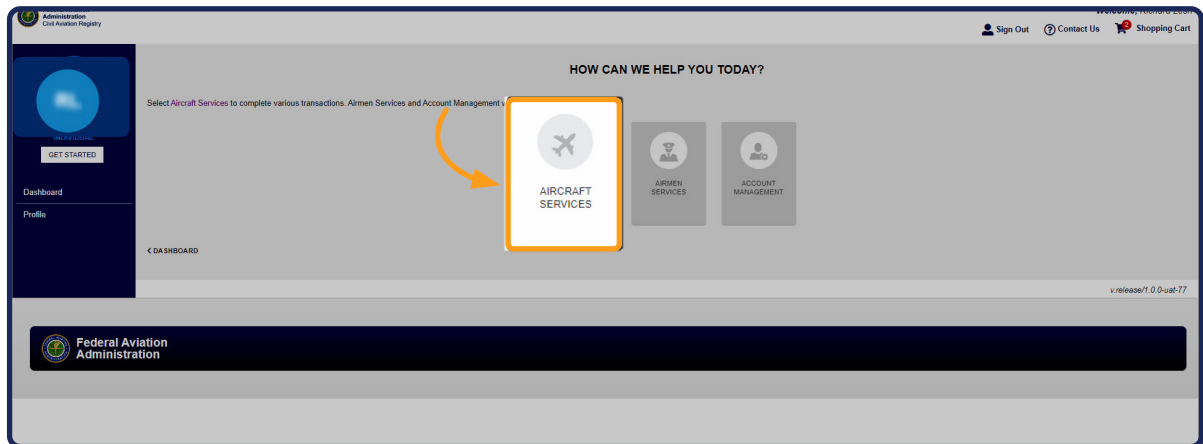 Administration
Civil Aviation Registry
Sign Out
Contact Us
2
Shopping Cart
HOW CAN WE HELP YOU TODAY?
Select Aircraft Services to complete various transactions. Airmen Services and Account Management
INDIVIDUAL
GET STARTED
Dashboard
Profile
AIRCRAFT
SERVICES
AIRMEN
SERVICES
ACCOUNT
MANAGEMENT
< DASHBOARD
v.release/1.0.0-uat-77
Federal Aviation
Administration